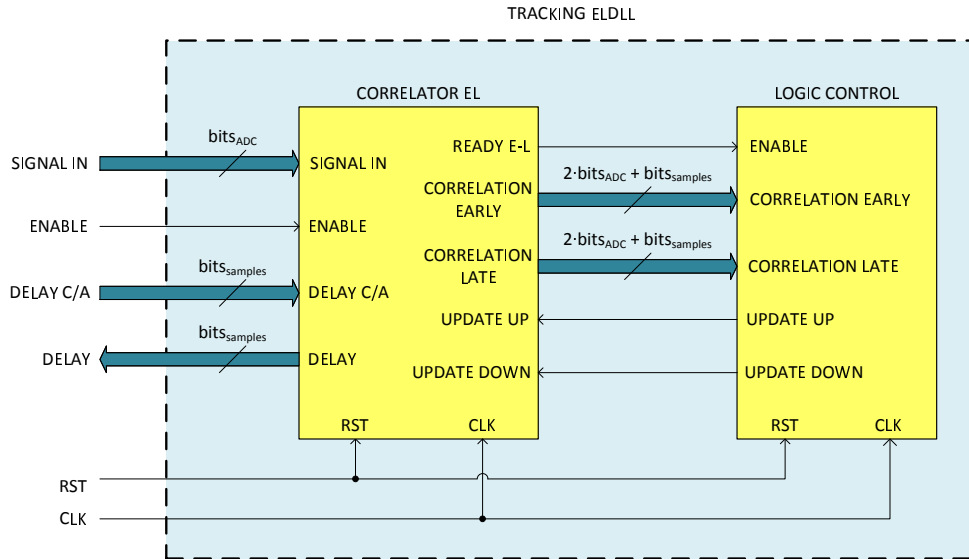 TRACKING ELDLL
CORRELATOR EL
LOGIC CONTROL
SIGNAL IN
bitsADC
SIGNAL IN
READY E-L
ENABLE
CORRELATION
EARLY
2·bitsADC + bitssamples
CORRELATION EARLY
ENABLE
ENABLE
CORRELATION
LATE
2·bitsADC + bitssamples
CORRELATION LATE
DELAY C/A
bitssamples
DELAY C/A
UPDATE UP
UPDATE UP
DELAY
bitssamples
DELAY
UPDATE DOWN
UPDATE DOWN
RST
CLK
RST
CLK
RST
CLK